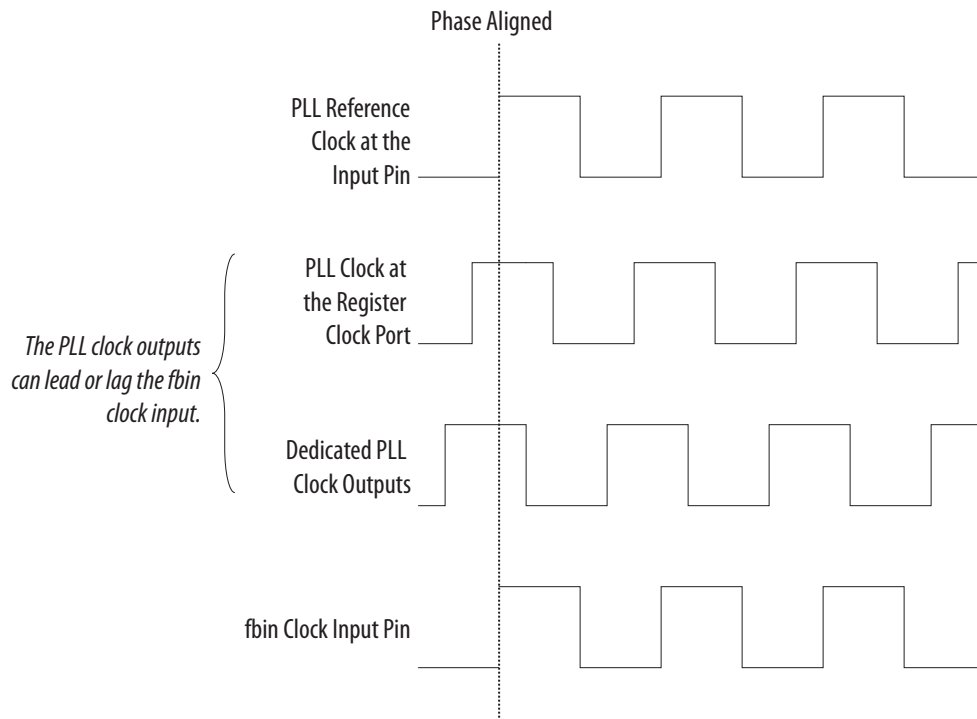 Phase Aligned
PLL Reference
Clock at the
Input Pin
PLL Clock at
the Register
Clock Port
The PLL clock outputs
can lead or lag the fbin
clock input.
Dedicated PLL
Clock Outputs
fbin Clock Input Pin